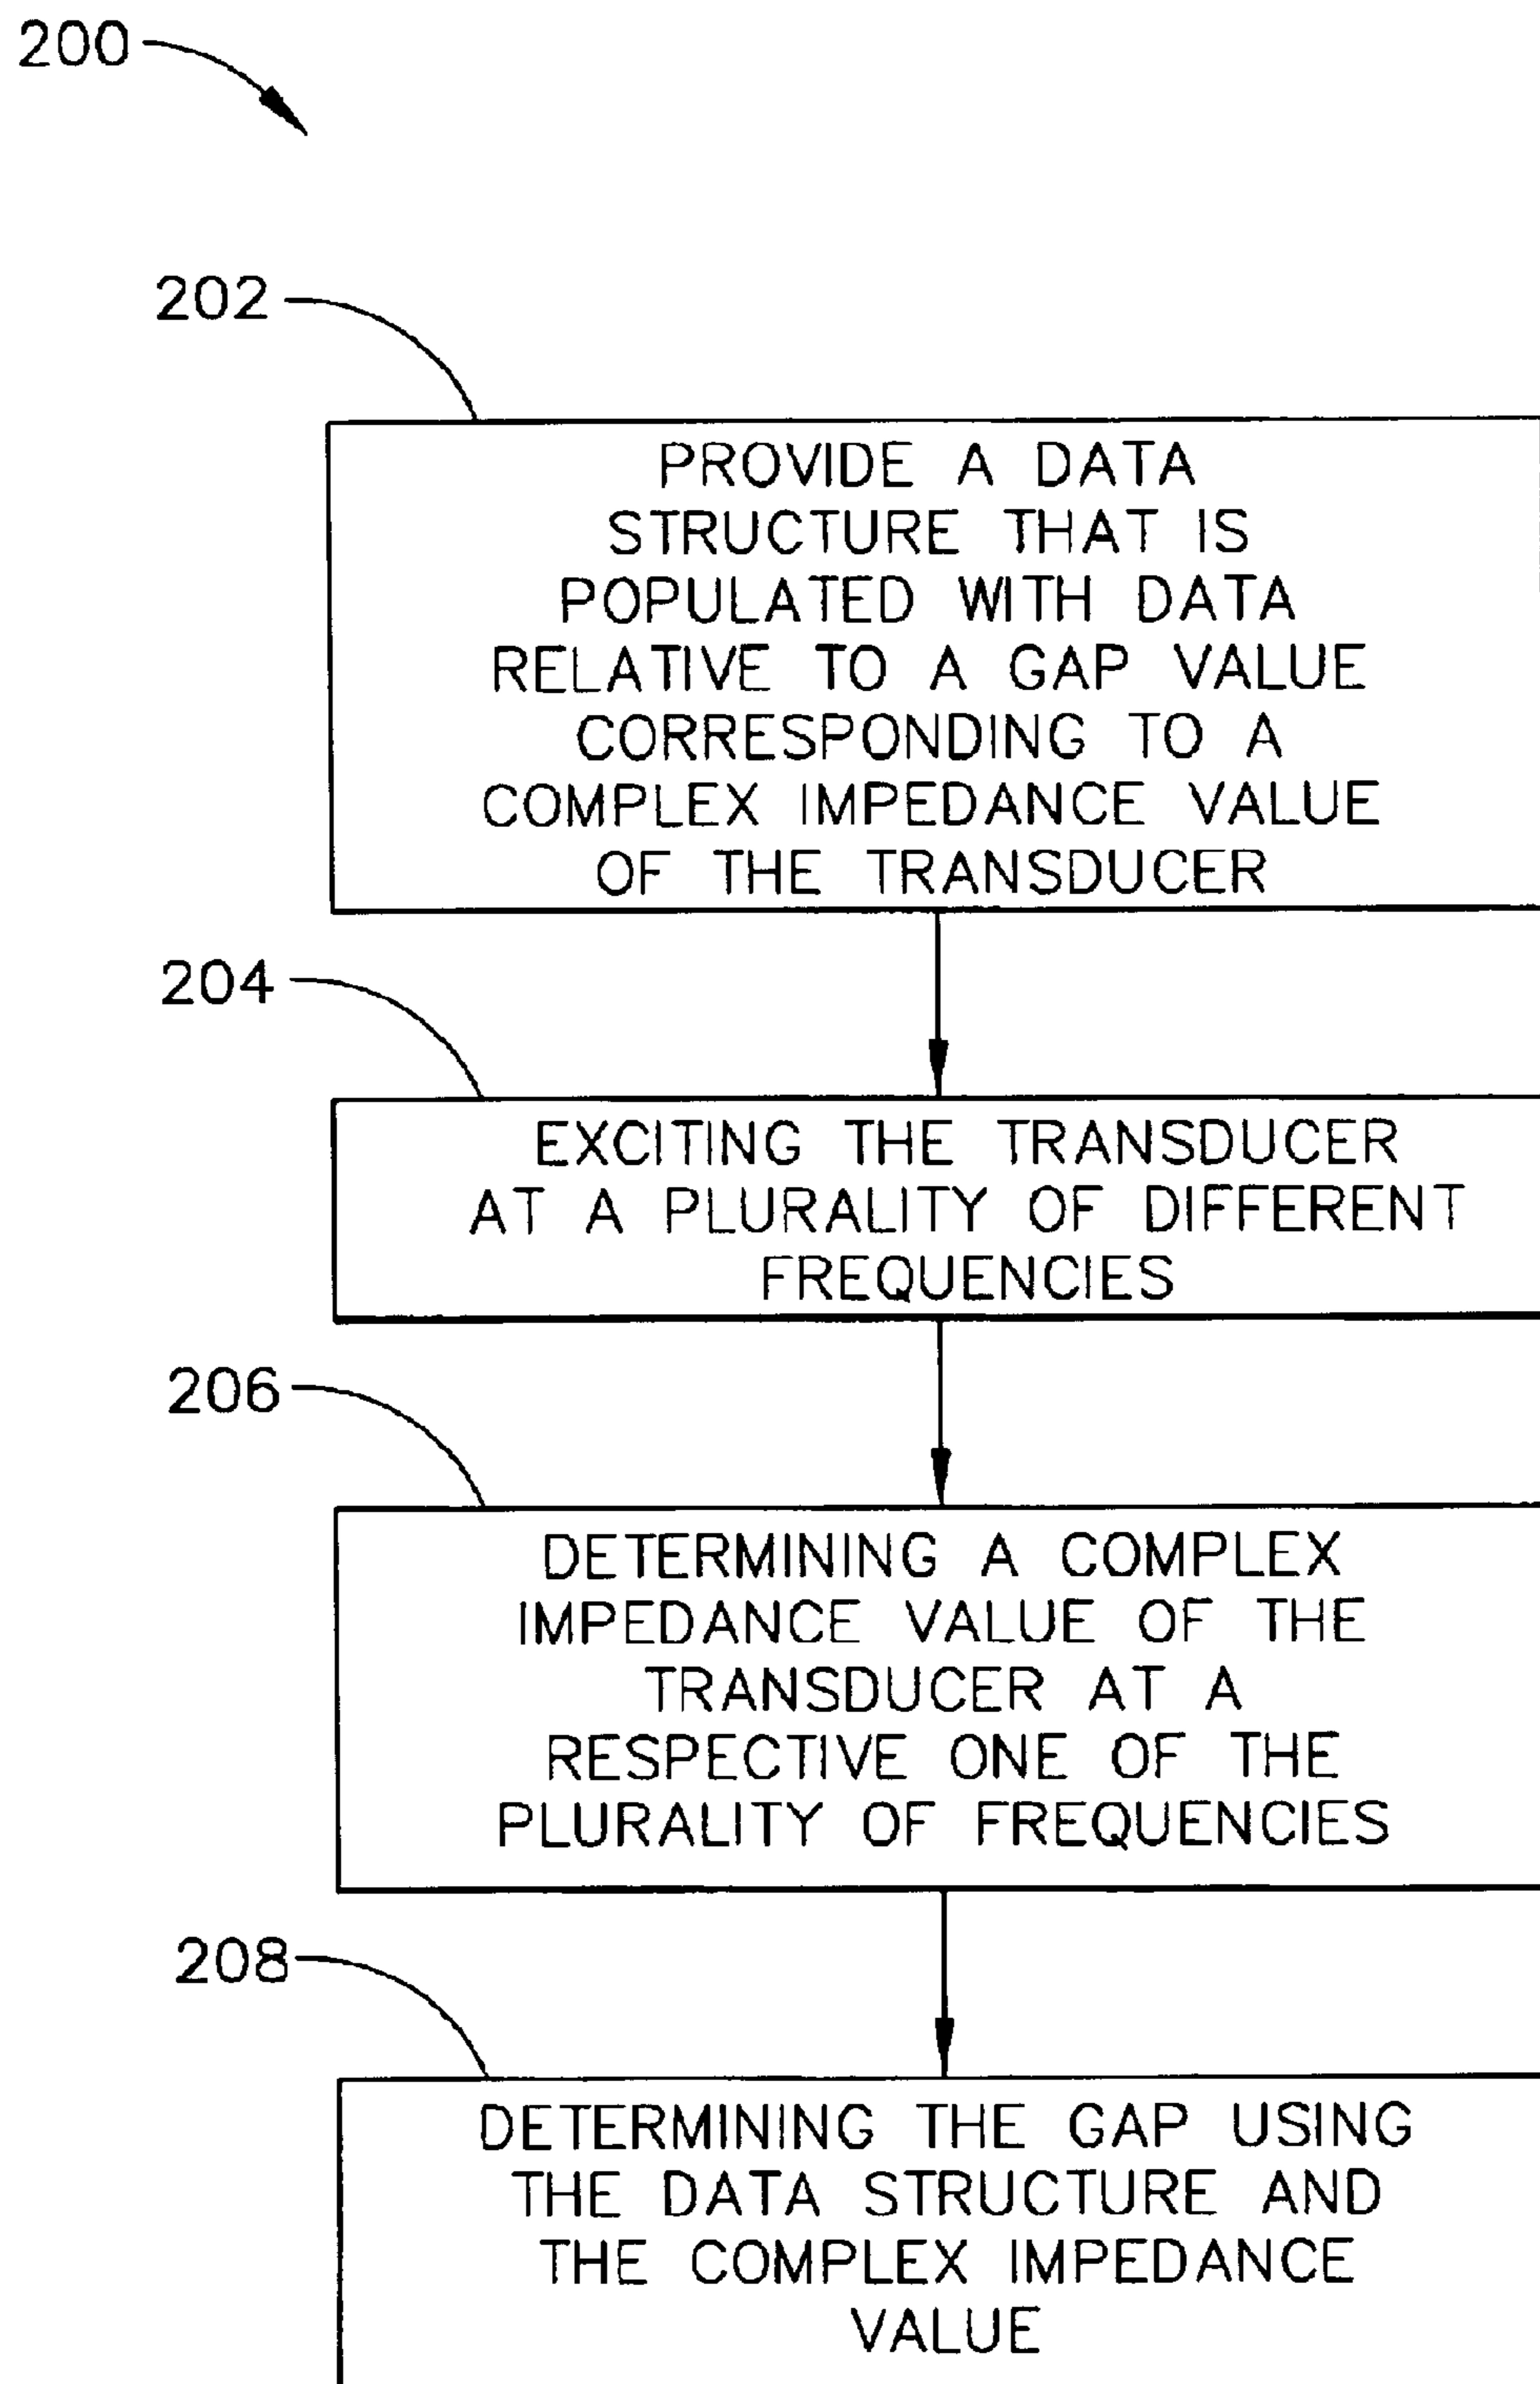 200
202
PROVIDE A DATA
STRUCTURE THAT IS
POPULATED WITH DATA
RELATIVE TO A GAP VALUE
CORRESPONDING TO A
COMPLEX IMPEDANCE VALUE
OF THE TRANSDUCER
204
EXCITING THE TRANSDUCER
AT A PLURALITY OF DIFFERENT
FREQUENCIES
206
DETERMINING A COMPLEX
IMPEDANCE VALUE OF THE
TRANSDUCER AT A
RESPECTIVE ONE OF THE
PLURALITY OF FREQUENCIES
208
DETERMINING THE GAP USING
THE DATA STRUCTURE AND
THE COMPLEX IMPEDANCE
VALUE